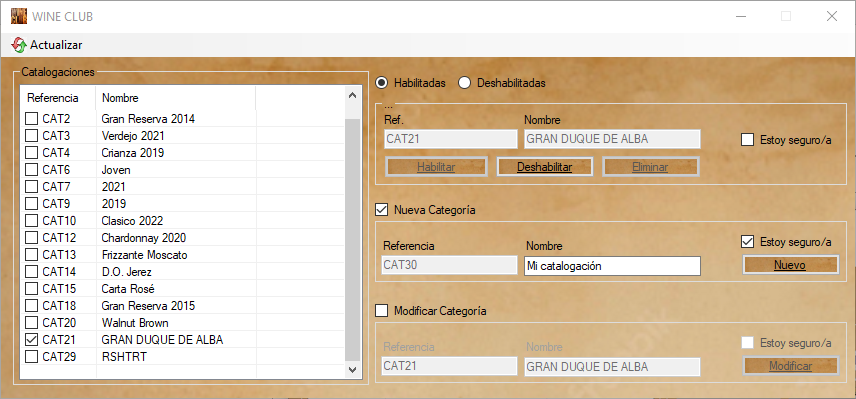 WINE CLUB
Actualizar
Catalogaciones
Referencia Nombre
CAT2 Gran Reserva 2014
CAT3 Verdejo 2021
CAT4 Crianza 2019
CAT6 Joven
CAT7 2021
CAT9 2019
CAT10 Clasico 2022
CAT12 Chardonnay 2020
CAT13 Frizzante Moscato
CAT14 D.O. Jerez
CAT15 Carta Rosé
CAT18 Gran Reserva 2015
CAT20 Walnut Brown
CAT21 GRAN DUQUE DE ALBA
CAT29 RSHTRT
Habilitadas Deshabilitadas
...
Ref. Nombre
CAT21 GRAN DUQUE DE ALBA Estoy seguro/a
Habilitar Deshabilitar Eliminar
Nueva Categoría
Referencia Nombre Estoy seguro/a
CAT30 Mi catalogación Nuevo
Modificar Categoría
Referencia Nombre Estoy seguro/a
CAT21 GRAN DUQUE DE ALBA Modificar